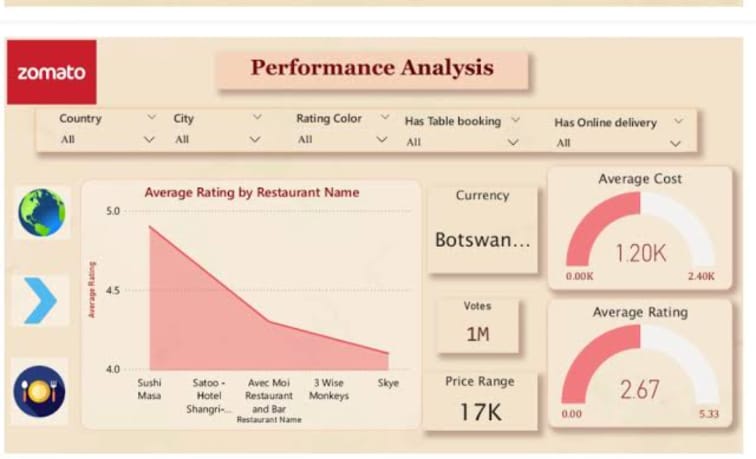 zomato
Performance Analysis
Country
City
Rating Color
Has Table booking
Has Online delivery
All
All
All
All
All
Average Rating by Restaurant Name
5.0
4.5
4.0
Average Rating
Sushi
Masa
Satoo -
Hotel
Shangri-...
Avec Moi
Restaurant
and Bar
3 Wise
Monkeys
Skye
Restaurant Name
Currency
Botswan...
Votes
1M
Price Range
17K
Average Cost
1.20K
0.00K
2.40K
Average Rating
2.67
0.00
5.33